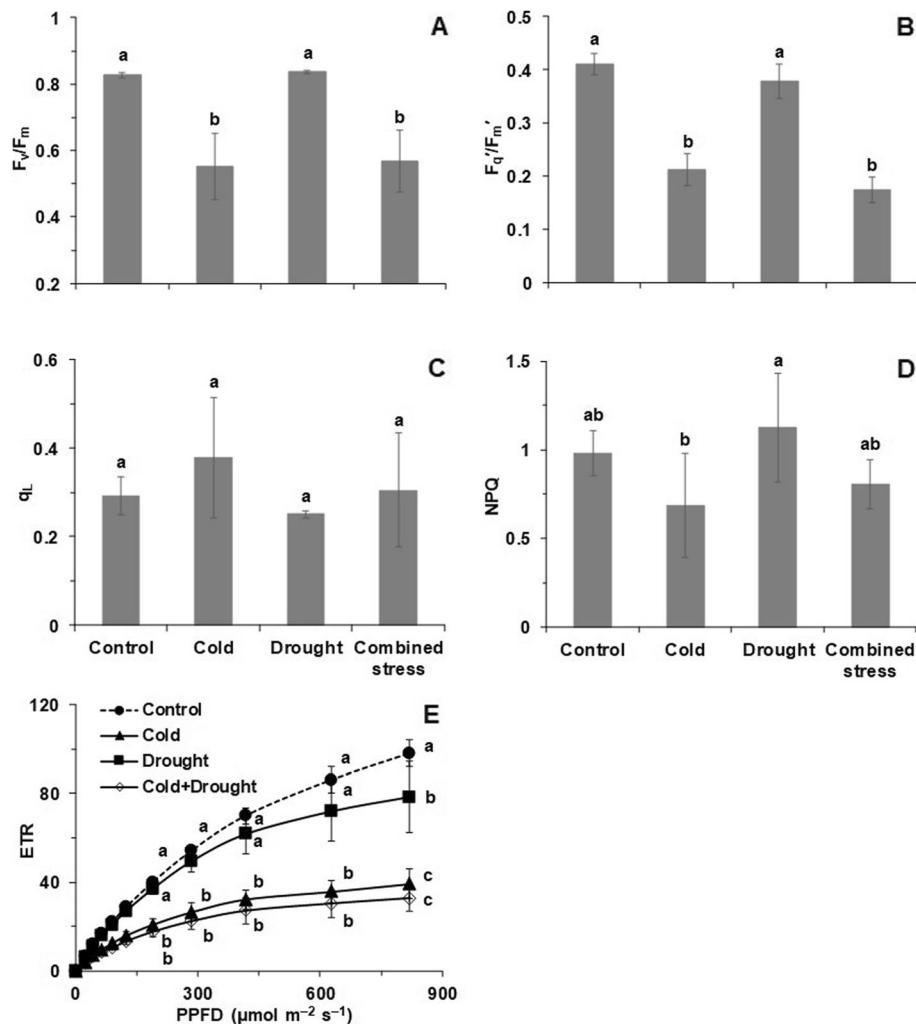 A
1
0.8
0.6
0.4
0.2
Fv/Fm
a
b
a
b
B
0.5
0.4
0.3
0.2
0.1
0
Fq′/Fm′
a
b
a
b
C
0.6
0.4
0.2
0
qL
a
a
a
a
Control
Cold
Drought
Combined
stress
D
1.5
1
0.5
0
NPQ
ab
b
a
ab
Control
Cold
Drought
Combined
stress
E
120
80
40
0
ETR
Control
Cold
Drought
Cold+Drought
a
a
a
a
a
a
a
a
b
b
b
b
b
b
b
b
b
b
b
c
c
0
300
600
900
PPFD (µmol m⁻² s⁻¹)